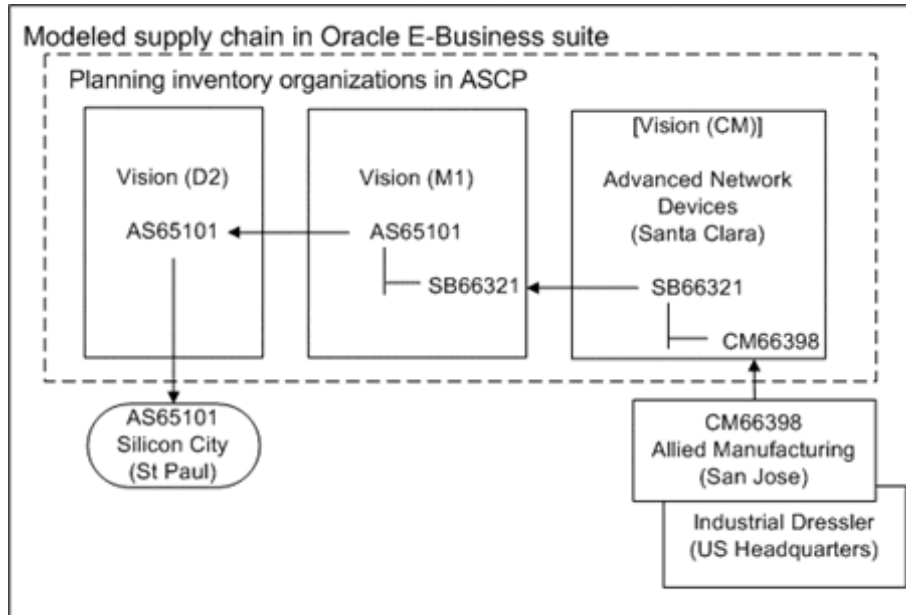 Modeled supply chain in Oracle E-Business suite
Planning inventory organizations in ASCP
Vision (D2)
AS65101
Vision (M1)
AS65101
SB66321
[Vision (CM)]
Advanced Network
Devices
(Santa Clara)
SB66321
CM66398
AS65101
Silicon City
(St Paul)
CM66398
Allied Manufacturing
(San Jose)
Industrial Dressler
(US Headquarters)